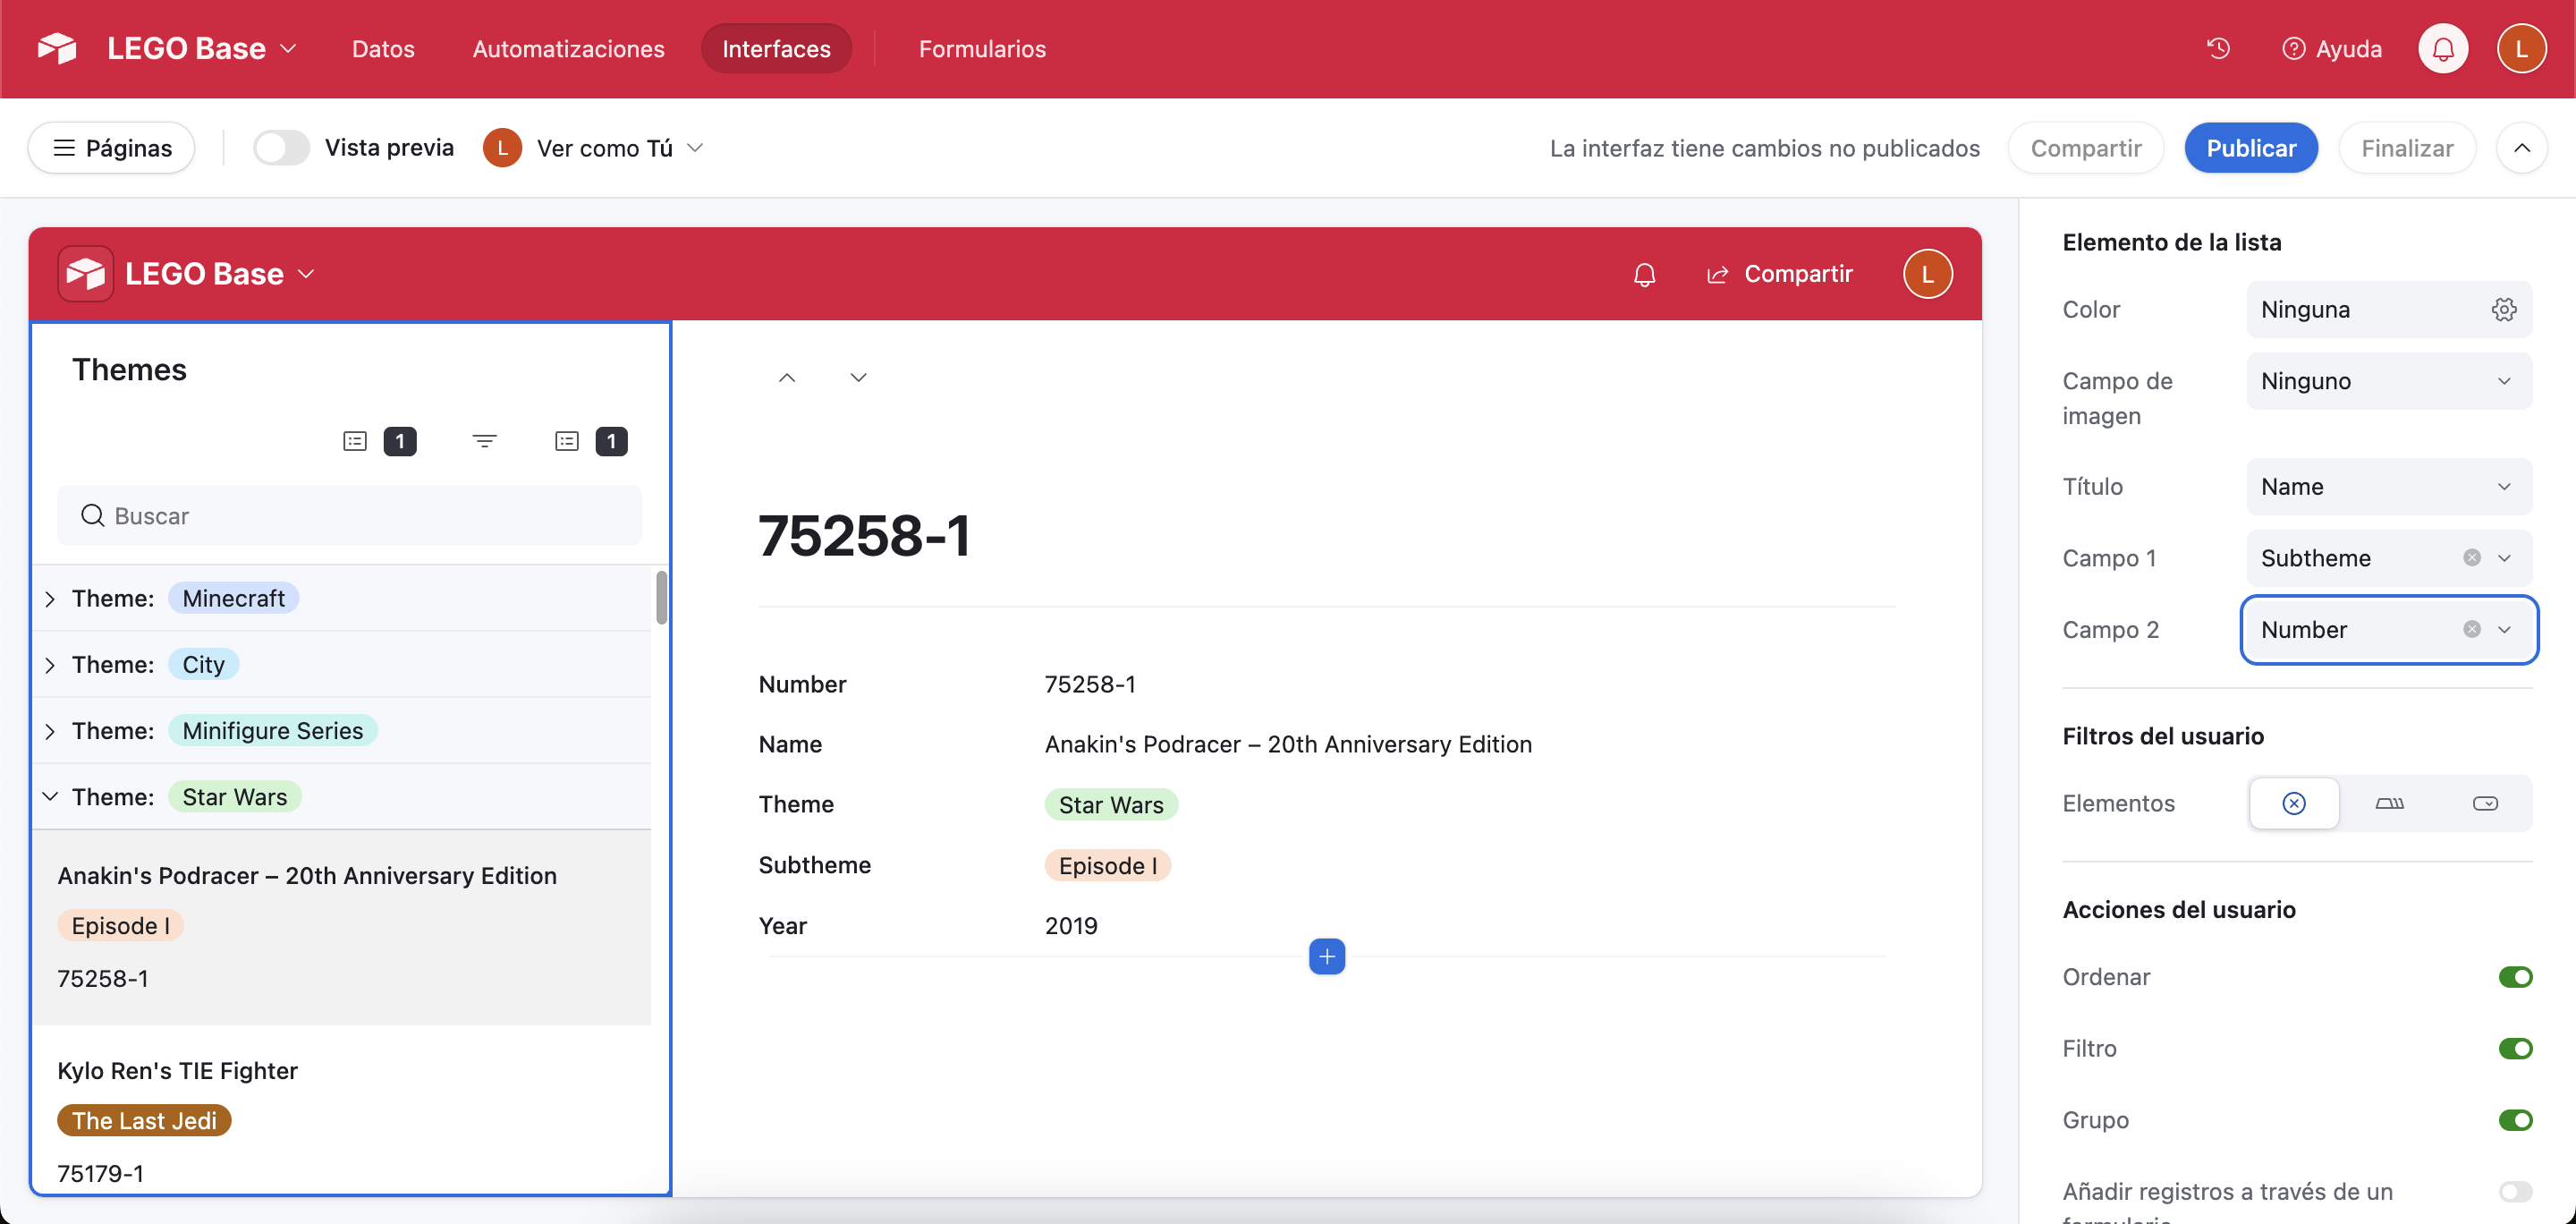 LEGO Base
Datos
Automatizaciones
Interfaces
Formularios
Ayuda
L
Páginas
Vista previa
L
Ver como Tú
La interfaz tiene cambios no publicados
Compartir
Publicar
Finalizar
LEGO Base
Compartir
L
Themes
1
1
Buscar
Theme: Minecraft
Theme: City
Theme: Minifigure Series
Theme: Star Wars
Anakin's Podracer – 20th Anniversary Edition
Episode I
75258-1
Kylo Ren's TIE Fighter
The Last Jedi
75179-1
75258-1
Number 75258-1
Name Anakin's Podracer – 20th Anniversary Edition
Theme Star Wars
Subtheme Episode I
Year 2019
Elemento de la lista
Color Ninguna
Campo de imagen Ninguno
Título Name
Campo 1 Subtheme
Campo 2 Number
Filtros del usuario
Elementos
Acciones del usuario
Ordenar
Filtro
Grupo
Añadir registros a través de un